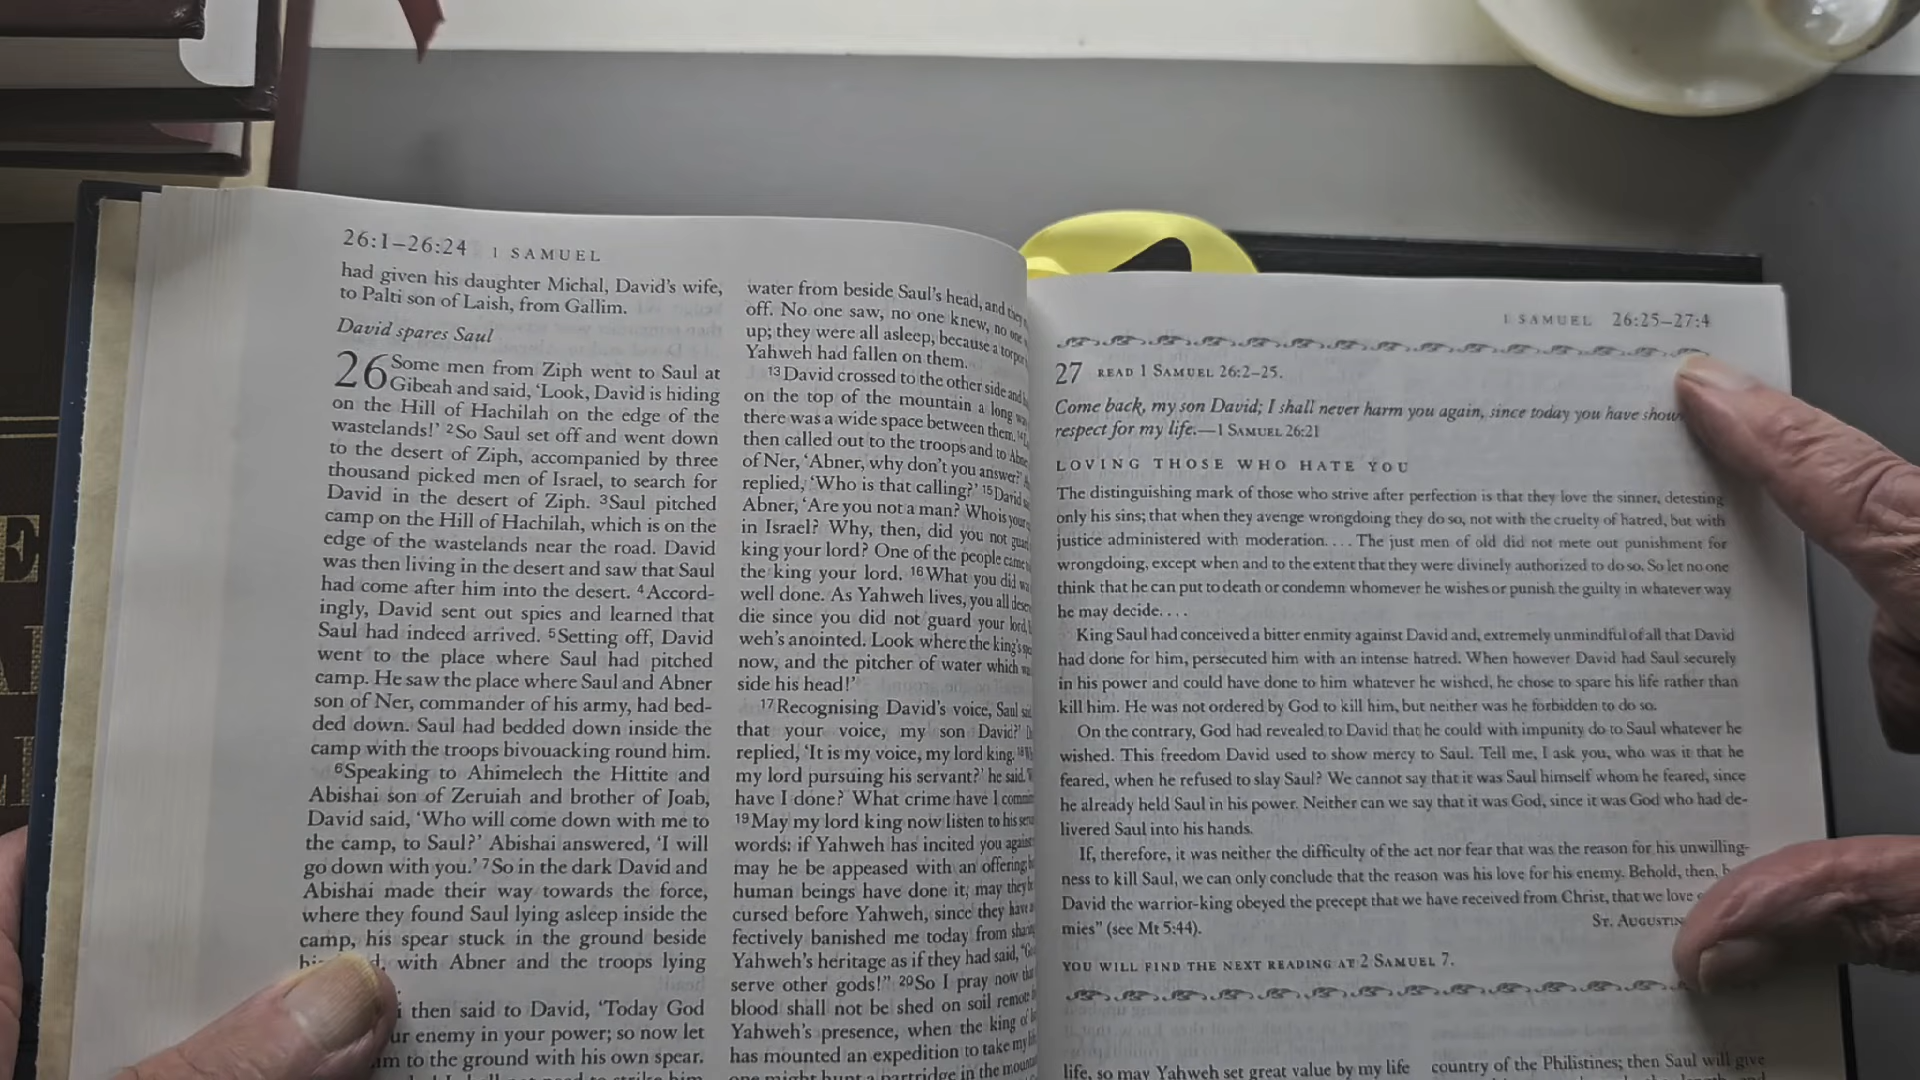 26:1–26:24 1 SAMUEL
had given his daughter Michal, David's wife,
to Palti son of Laish, from Gallim.
David spares Saul
26 Some men from Ziph went to Saul at
Gibeah and said, 'Look, David is hiding
on the Hill of Hachilah on the edge of the
wastelands!' 2So Saul set off and went down
to the desert of Ziph, accompanied by three
thousand picked men of Israel, to search for
David in the desert of Ziph. 3Saul pitched
camp on the Hill of Hachilah, which is on the
edge of the wastelands near the road. David
was then living in the desert and saw that Saul
had come after him into the desert. 4Accord-
ingly, David sent out spies and learned that
Saul had indeed arrived. 5Setting off, David
went to the place where Saul had pitched
camp. He saw the place where Saul and Abner
son of Ner, commander of his army, had bed-
ded down. Saul had bedded down inside the
camp with the troops bivouacking round him.
6Speaking to Ahimelech the Hittite and
Abishai son of Zeruiah and brother of Joab,
David said, 'Who will come down with me to
the camp, to Saul?' Abishai answered, 'I will
go down with you.' 7So in the dark David and
Abishai made their way towards the force,
where they found Saul lying asleep inside the
camp, his spear stuck in the ground beside
with Abner and the troops lying
then said to David, 'Today God
enemy in your power; so now let
to the ground with his own spear.
water from beside Saul's head, and they
off. No one saw, no one knew, no one
up; they were all asleep, because a torpor
Yahweh had fallen on them.
13David crossed to the other side and
on the top of the mountain a long
there was a wide space between them.
then called out to the troops and to
of Ner, 'Abner, why don't you answer?'
replied, 'Who is that calling?' 15David
Abner, 'Are you not a man? Who is your
in Israel? Why, then, did you not
king your lord? One of the people came
the king your lord. 16What you did
well done. As Yahweh lives, you all
die since you did not guard your lord,
weh's anointed. Look where the king's
now, and the pitcher of water which
side his head!'
17Recognising David's voice, Saul
that your voice, my son David?'
replied, 'It is my voice, my lord king.
my lord pursuing his servant?' he said.
have I done? What crime have I
19May my lord king now listen to his
words: if Yahweh has incited you against
may he be appeased with an offering;
human beings have done it, may they
cursed before Yahweh, since they have
fectively banished me today from
Yahweh's heritage as if they had said,
serve other gods!" 20So I pray now
blood shall not be shed on soil remote
Yahweh's presence, when the king of
has mounted an expedition to take my
one might hunt a partridge in the
1 SAMUEL 26:25–27:4
27 READ 1 SAMUEL 26:2–25.
Come back, my son David; I shall never harm you again, since today you have
respect for my life.—1 SAMUEL 26:21
LOVING THOSE WHO HATE YOU
The distinguishing mark of those who strive after perfection is that they love the sinner, detesting
only his sins; that when they avenge wrongdoing they do so, not with the cruelty of hatred, but with
justice administered with moderation. . . . The just men of old did not mete out punishment for
wrongdoing, except when and to the extent that they were divinely authorized to do so. So let no one
think that he can put to death or condemn whomever he wishes or punish the guilty in whatever way
he may decide. . . .
King Saul had conceived a bitter enmity against David and, extremely unmindful of all that David
had done for him, persecuted him with an intense hatred. When however David had Saul securely
in his power and could have done to him whatever he wished, he chose to spare his life rather than
kill him. He was not ordered by God to kill him, but neither was he forbidden to do so.
On the contrary, God had revealed to David that he could with impunity do to Saul whatever he
wished. This freedom David used to show mercy to Saul. Tell me, I ask you, who was it that he
feared, when he refused to slay Saul? We cannot say that it was Saul himself whom he feared, since
he already held Saul in his power. Neither can we say that it was God, since it was God who had de-
livered Saul into his hands.
If, therefore, it was neither the difficulty of the act nor fear that was the reason for his unwilling-
ness to kill Saul, we can only conclude that the reason was his love for his enemy. Behold, then,
David the warrior-king obeyed the precept that we have received from Christ, that we love
mies" (see Mt 5:44).
ST. AUGUSTIN
YOU WILL FIND THE NEXT READING AT 2 SAMUEL 7.
life, so may Yahweh set great value by my life
country of the Philistines; then Saul will give